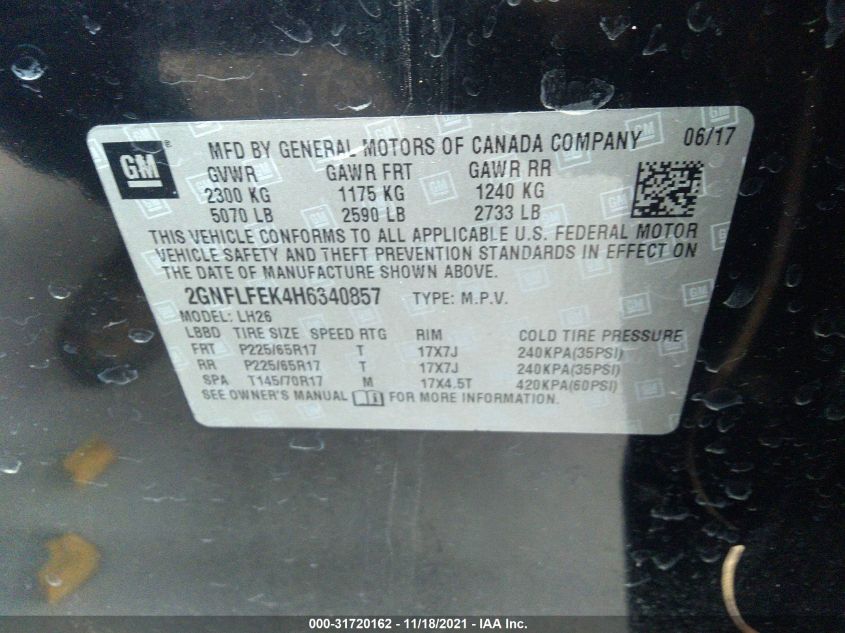 GM ® MFD BY GENERAL MOTORS OF CANADA COMPANY 06/17
GVWR GAWR FRT GAWR RR
2300 KG 1175 KG 1240 KG
5070 LB 2590 LB 2733 LB
THIS VEHICLE CONFORMS TO ALL APPLICABLE U.S. FEDERAL MOTOR
VEHICLE SAFETY AND THEFT PREVENTION STANDARDS IN EFFECT ON
THE DATE OF MANUFACTURE SHOWN ABOVE.
2GNFLFEK4H6340857 TYPE: M.P.V.
MODEL: LH26
LBBD TIRE SIZE SPEED RTG RIM COLD TIRE PRESSURE
FRT P225/65R17 T 17X7J 240KPA(35PSI)
RR P225/65R17 T 17X7J 240KPA(35PSI)
SPA T145/70R17 M 17X4.5T 420KPA(60PSI)
SEE OWNER'S MANUAL FOR MORE INFORMATION.
000-31720162 - 11/18/2021 - IAA Inc.